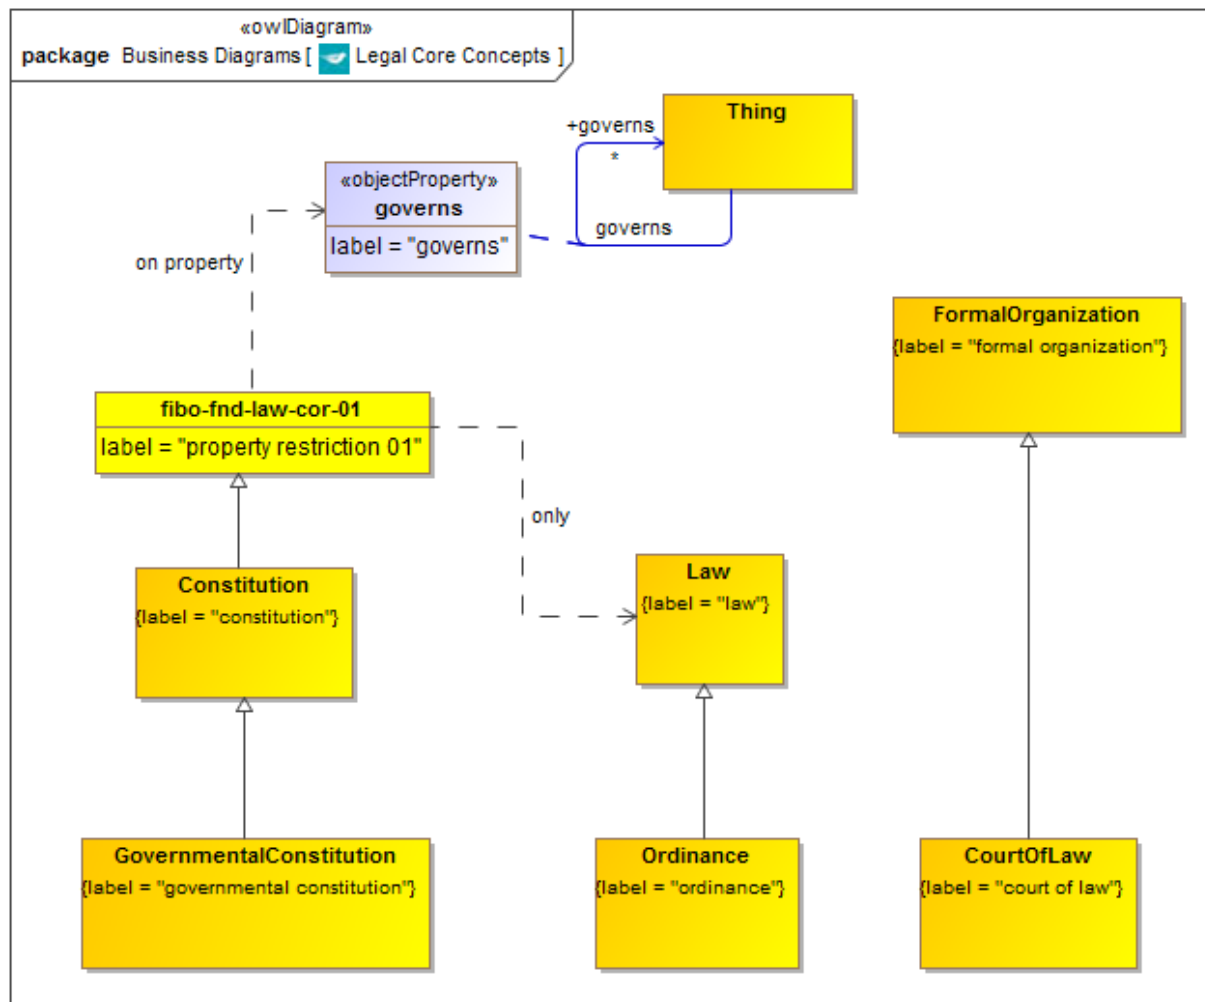 «owlDiagram»
package Business Diagrams [ Legal Core Concepts ]
Thing
+governs
*
governs
«objectProperty»
governs
label = "governs"
on property
FormalOrganization
{label = "formal organization"}
fibo-fnd-law-cor-01
label = "property restriction 01"
only
Constitution
{label = "constitution"}
Law
{label = "law"}
GovernmentalConstitution
{label = "governmental constitution"}
Ordinance
{label = "ordinance"}
CourtOfLaw
{label = "court of law"}